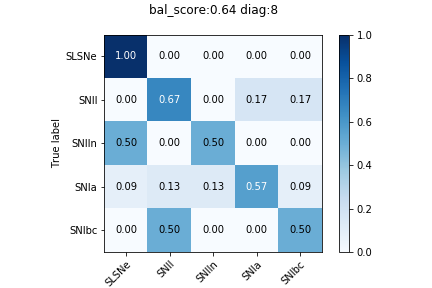 bal_score:0.64 diag:8
SLSNe 1.00 0.00 0.00 0.00 0.00
SNII 0.00 0.67 0.00 0.17 0.17
SNIIn 0.50 0.00 0.50 0.00 0.00
SNIa 0.09 0.13 0.13 0.57 0.09
SNIbc 0.00 0.50 0.00 0.00 0.50
SLSNe SNII SNIIn SNIa SNIbc
True label
1.0
0.8
0.6
0.4
0.2
0.0